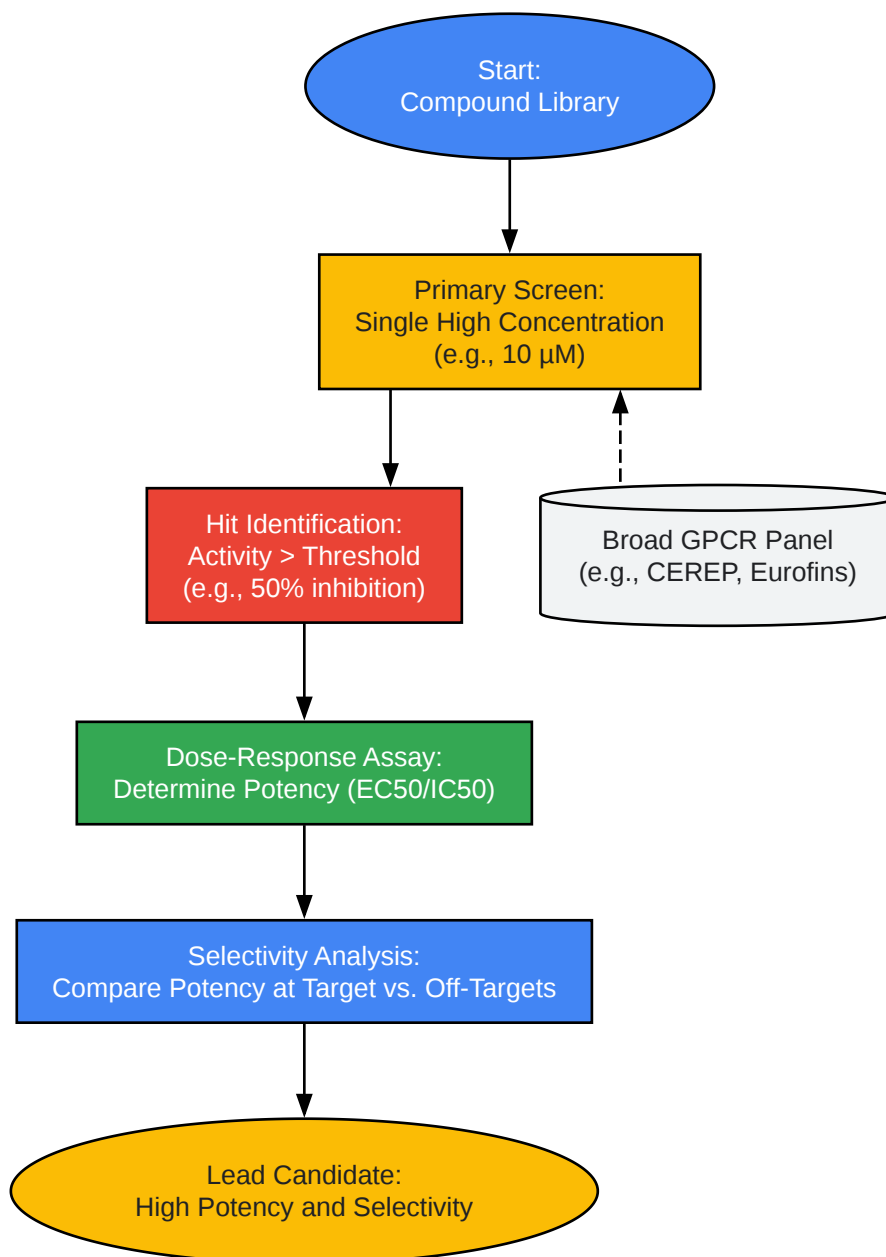 Start:
Compound Library
Primary Screen:
Single High Concentration
(e.g., 10 µM)
Hit Identification:
Activity > Threshold
(e.g., 50% inhibition)
Broad GPCR Panel
(e.g., CEREP, Eurofins)
Dose-Response Assay:
Determine Potency (EC50/IC50)
Selectivity Analysis:
Compare Potency at Target vs. Off-Targets
Lead Candidate:
High Potency and Selectivity